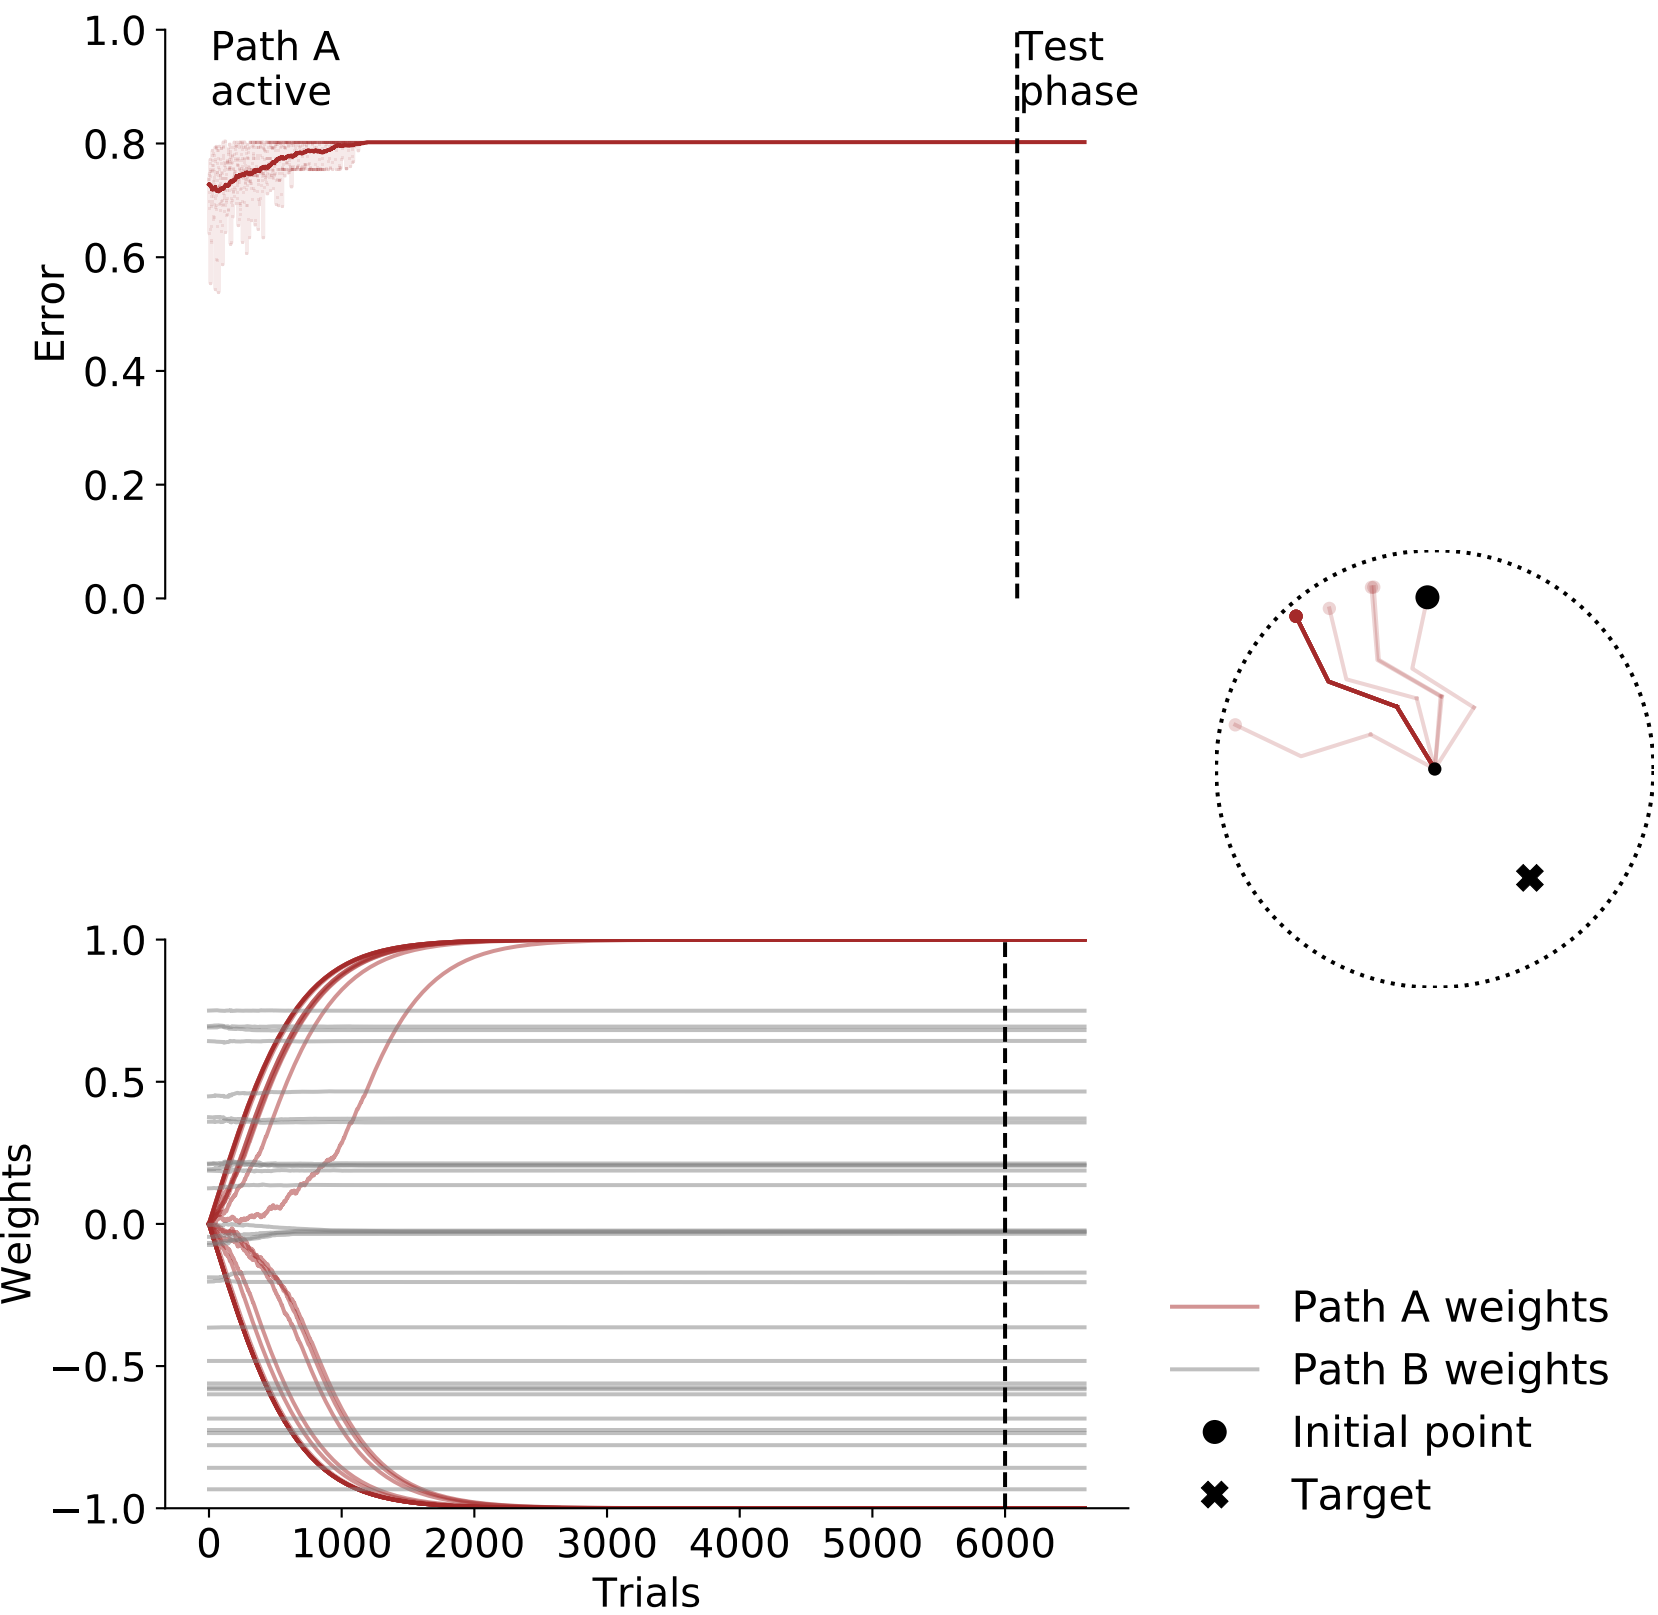 Path A
active
Test
phase
1.0
0.8
0.6
0.4
0.2
0.0
Error
1.0
0.5
0.0
−0.5
−1.0
Weights
0 1000 2000 3000 4000 5000 6000
Trials
Path A weights
Path B weights
Initial point
Target